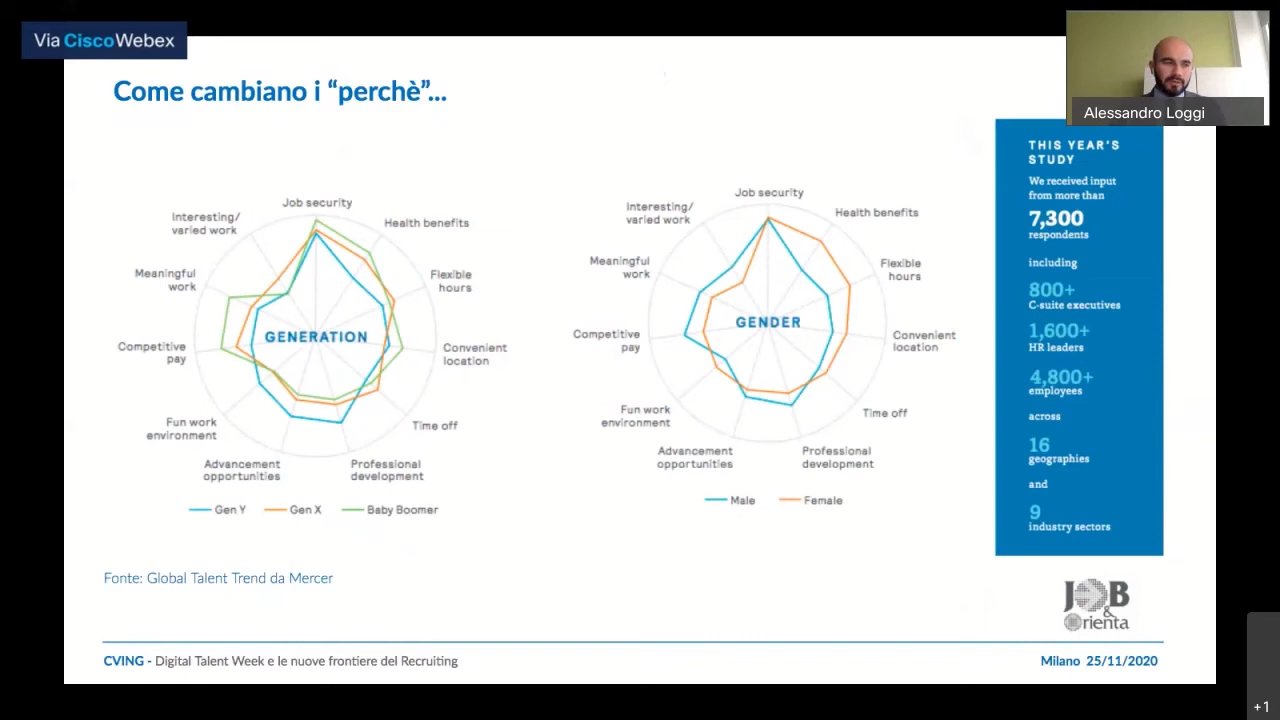 Via Cisco Webex
Come cambiano i “perchè”...
Alessandro Loggi
Job security
Interesting/
varied work
Health benefits
Meaningful
work
Flexible
hours
GENERATION
Competitive
pay
Convenient
location
Fun work
environment
Time off
Advancement
opportunities
Professional
development
Gen Y
Gen X
Baby Boomer
Job security
Interesting/
varied work
Health benefits
Meaningful
work
Flexible
hours
GENDER
Competitive
pay
Convenient
location
Fun work
environment
Time off
Advancement
opportunities
Professional
development
Male
Female
THIS YEAR'S
STUDY
We received input
from more than
7,300
respondents
including
800+
C-suite executives
1,600+
HR leaders
4,800+
employees
across
16
geographies
and
9
industry sectors
Fonte: Global Talent Trend da Mercer
JOB
&
Orienta
CVING - Digital Talent Week e le nuove frontiere del Recruiting
Milano 25/11/2020
+1